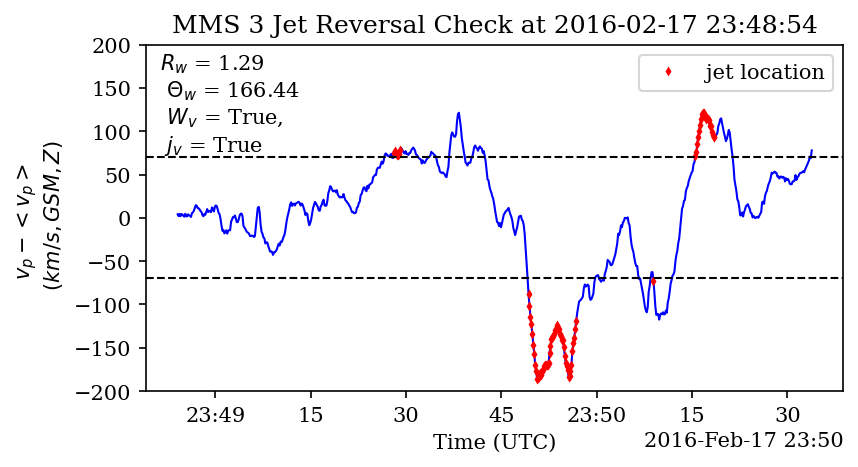 MMS 3 Jet Reversal Check at 2016-02-17 23:48:54
R_w = 1.29
Θ_w = 166.44
W_v = True,
j_v = True
jet location
v_p − < v_p >
(km/s, GSM, Z)
200
150
100
50
0
−50
−100
−150
−200
23:49 15 30 45 23:50 15 30
Time (UTC)
2016-Feb-17 23:50